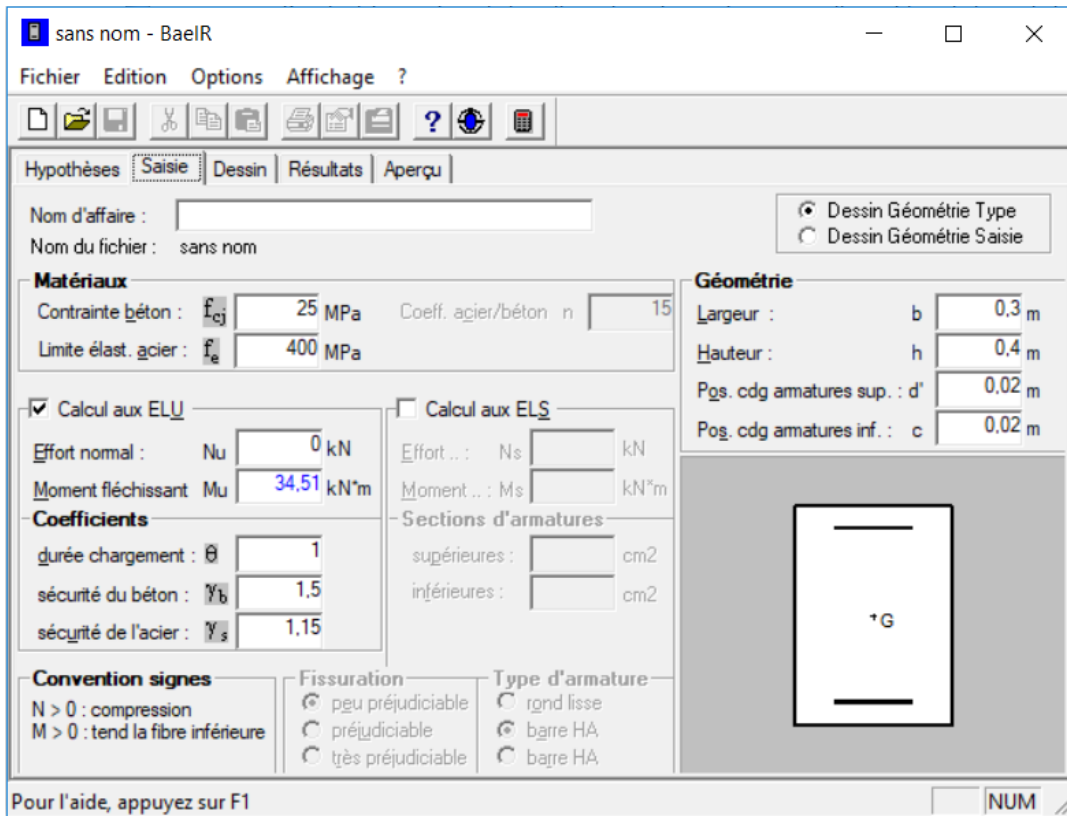 sans nom - BaelR
Fichier Edition Options Affichage ?
Hypothèses Saisie Dessin Résultats Aperçu
Nom d'affaire :
Nom du fichier : sans nom
Dessin Géométrie Type
Dessin Géométrie Saisie
Matériaux
Contrainte béton : fcj 25 MPa Coeff. acier/béton n 15
Limite élast. acier : fe 400 MPa
Géométrie
Largeur : b 0,3 m
Hauteur : h 0,4 m
Pos. cdg armatures sup. : d' 0,02 m
Pos. cdg armatures inf. : c 0,02 m
Calcul aux ELU
Effort normal : Nu 0 kN
Moment fléchissant Mu 34,51 kN*m
Calcul aux ELS
Effort .. : Ns kN
Moment .. : Ms kN*m
Coefficients
durée chargement : θ 1
sécurité du béton : γb 1,5
sécurité de l'acier : γs 1,15
Sections d'armatures
supérieures : cm2
inférieures : cm2
+G
Convention signes
N > 0 : compression
M > 0 : tend la fibre inférieure
Fissuration
peu préjudiciable
préjudiciable
très préjudiciable
Type d'armature
rond lisse
barre HA
barre HA
Pour l'aide, appuyez sur F1 NUM